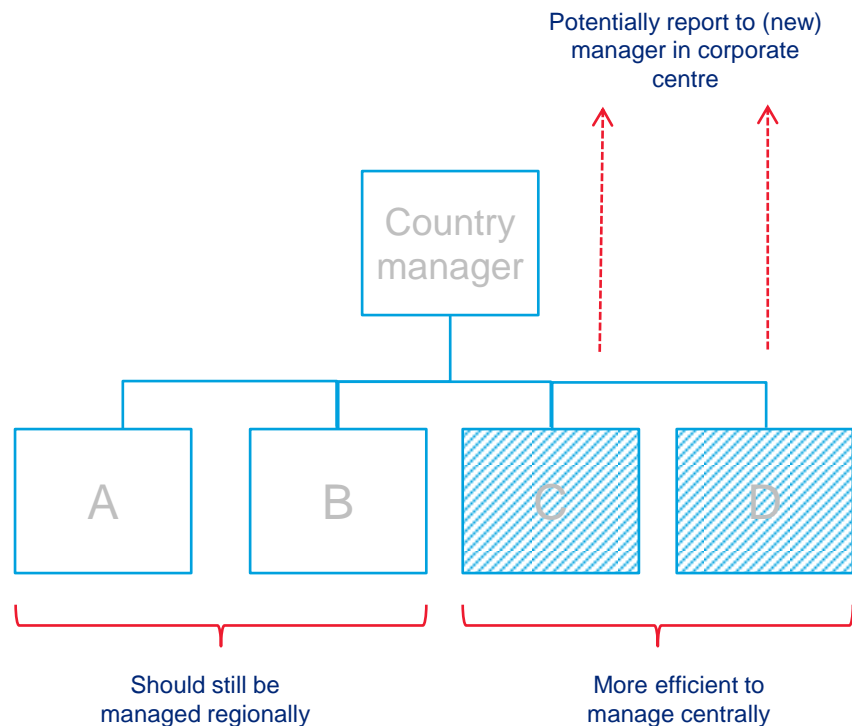 Potentially report to (new)
manager in corporate
centre
Country
manager
A
B
C
D
Should still be
managed regionally
More efficient to
manage centrally